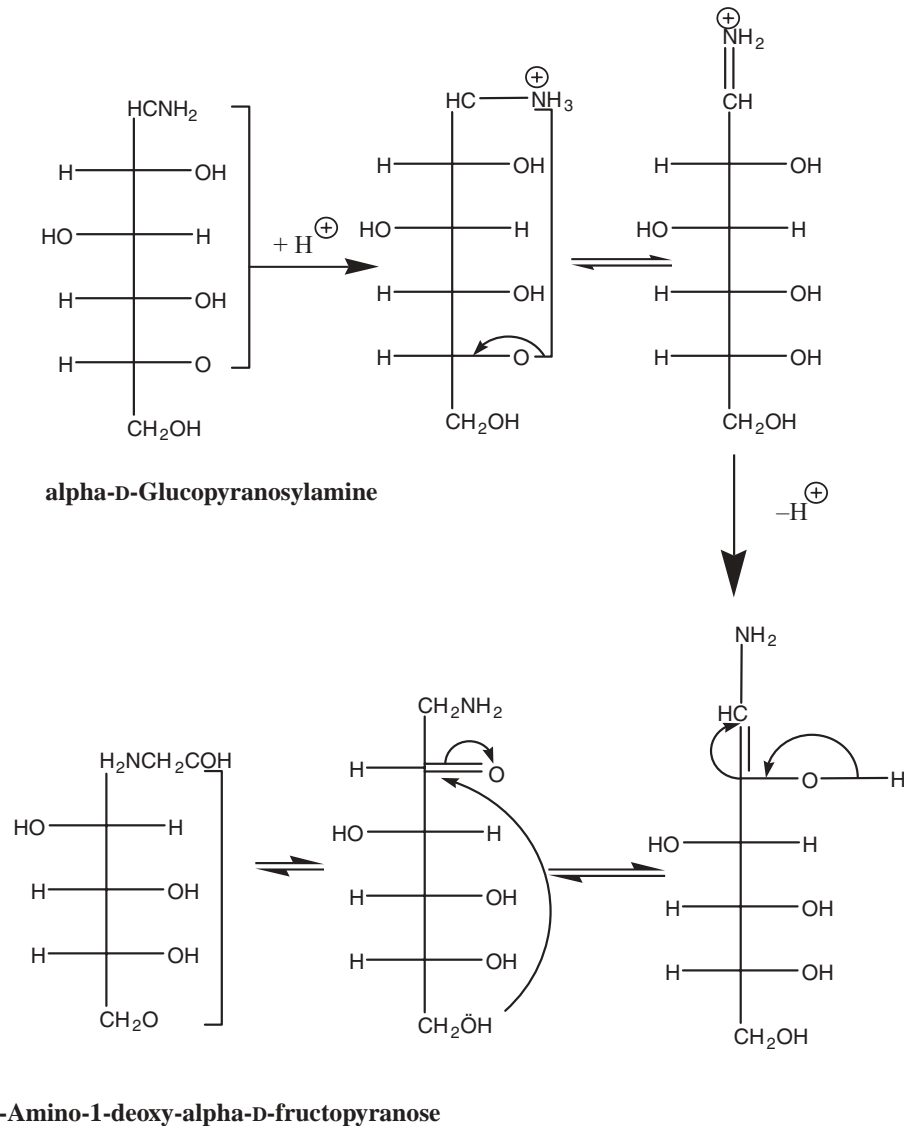 HCNH2
H OH
HO H
H OH
H O
CH2OH
alpha-D-Glucopyranosylamine
+ H⊕
⊕
HC NH3
H OH
HO H
H OH
H O
CH2OH
⊕
NH2
CH
H OH
HO H
H OH
H OH
CH2OH
–H⊕
NH2
HC
O H
HO H
H OH
H OH
CH2OH
CH2NH2
H O
HO H
H OH
H OH
CH2ÖH
H2NCH2COH
HO H
H OH
H OH
CH2O
-Amino-1-deoxy-alpha-D-fructopyranose